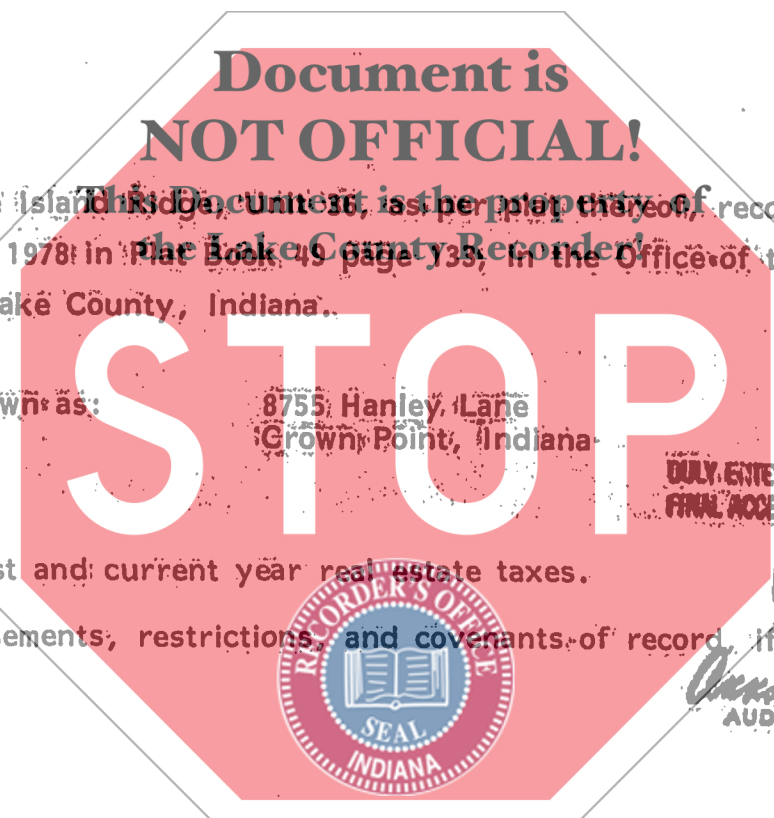 Document is
NOT OFFICIAL!
This Document is the property of
the Lake County Recorder!
Island Ridge, Unit 36, as per plat thereof, reco
1978 in Plat Book 49 page 135, in the Office of t
ake County, Indiana.
STOP
wn as: 8755 Hanley Lane
Crown Point, Indiana
DULY ENTE
FINAL ACCE
st and current year real estate taxes.
sements, restrictions, and covenants of record, if
AUD
RECORDER'S OFFICE
SEAL
INDIANA